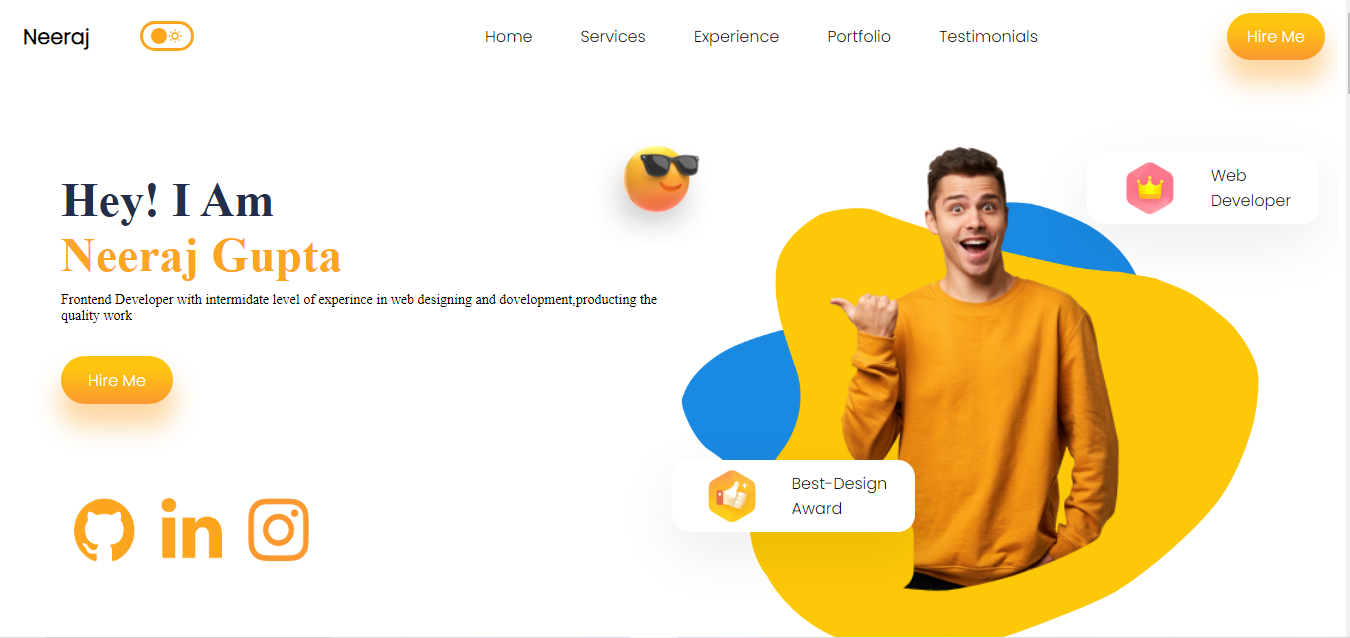 Neeraj
Home Services Experience Portfolio Testimonials
Hire Me
Web
Developer
Hey! I Am
Neeraj Gupta
Frontend Developer with intermidate level of experince in web designing and dovelopment,producting the
quality work
Hire Me
Best-Design
Award
in